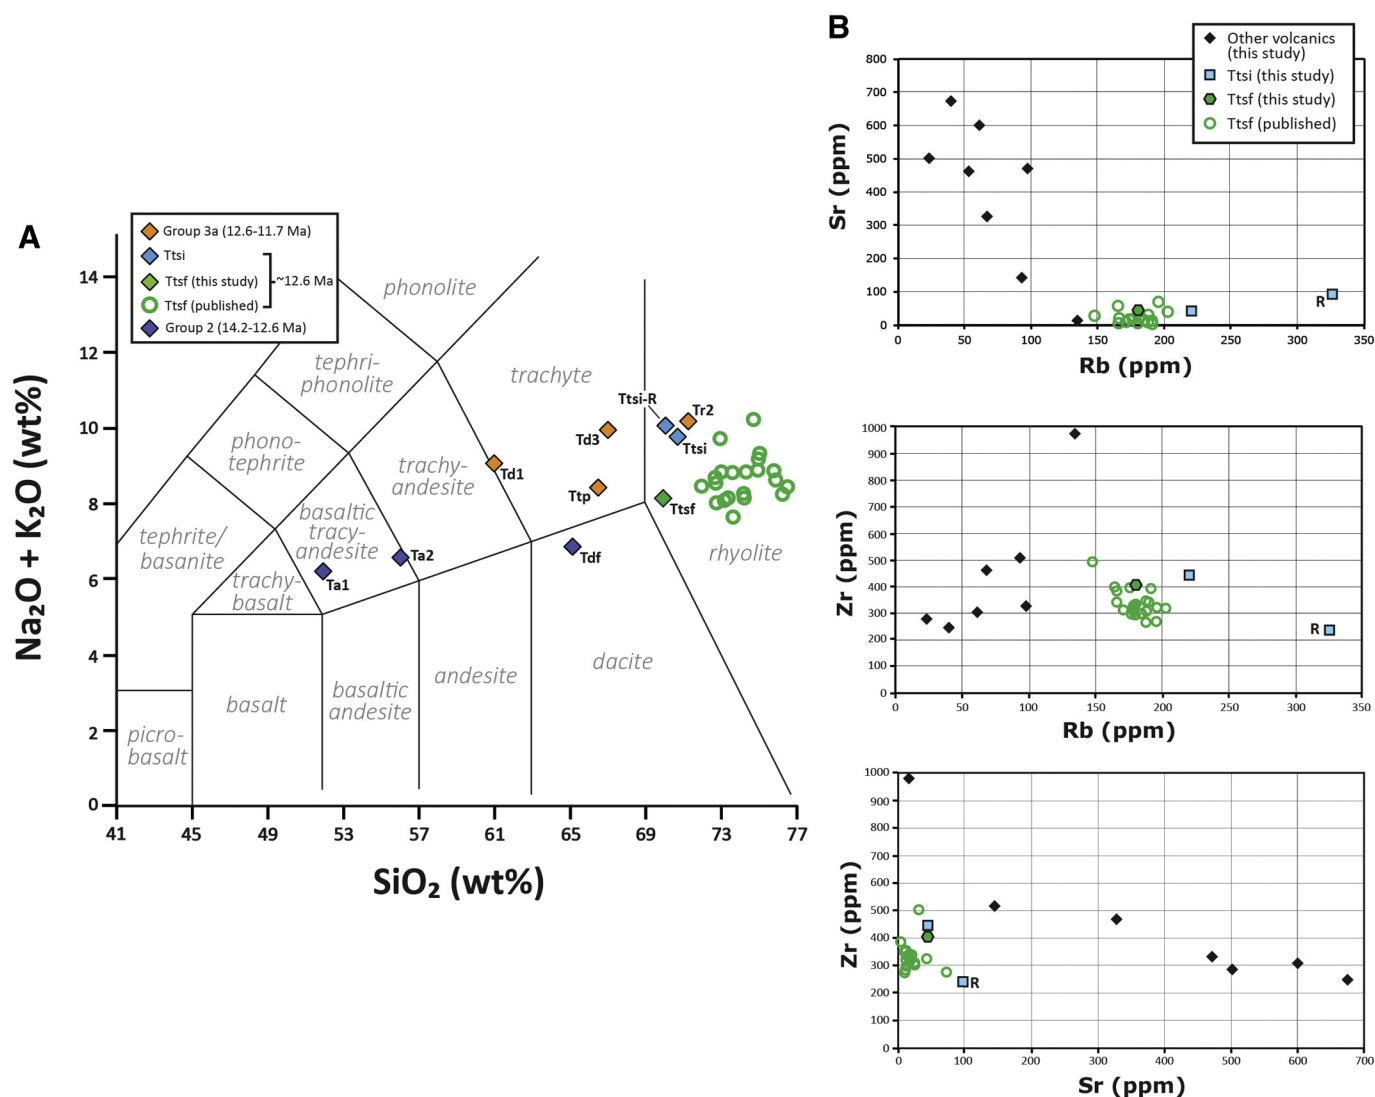 A
Group 3a (12.6-11.7 Ma)
Ttsi
Ttsf (this study)
~12.6 Ma
Ttsf (published)
Group 2 (14.2-12.6 Ma)
14
12
10
8
6
4
2
0
Na₂O + K₂O (wt%)
41
45
49
53
57
61
65
69
73
77
SiO₂ (wt%)
phonolite
tephri-
phonolite
trachyte
phono-
tephrite
trachy-
andesite
basaltic
tracy-
andesite
tephrite/
basanite
trachy-
basalt
rhyolite
dacite
andesite
basaltic
andesite
basalt
picro-
basalt
Ttsi-R
Tr2
Td3
Ttsi
Td1
Ttp
Ttsf
Ta2
Tdf
Ta1
B
Other volcanics
(this study)
Ttsi (this study)
Ttsf (this study)
Ttsf (published)
800
700
600
500
400
300
200
100
0
Sr (ppm)
R
0
50
100
150
200
250
300
350
Rb (ppm)
1000
900
800
700
600
500
400
300
200
100
0
Zr (ppm)
R
0
50
100
150
200
250
300
350
Rb (ppm)
1000
900
800
700
600
500
400
300
200
100
0
Zr (ppm)
R
0
100
200
300
400
500
600
700
Sr (ppm)